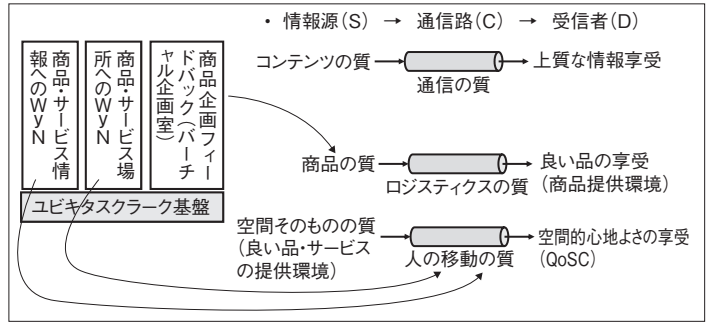 ・ 情報源（S） → 通信路（C） → 受信者（D）
商品・サービス情
報へのWyN
商品・サービス場
所へのWyN
商品企画フィー
ドバック（バーチ
ャル企画室）
ユビキタスクラーク基盤
コンテンツの質
通信の質
上質な情報享受
商品の質
ロジスティクスの質
良い品の享受
（商品提供環境）
空間そのものの質
（良い品・サービス
の提供環境）
人の移動の質
空間的心地よさの享受
（QoSC）